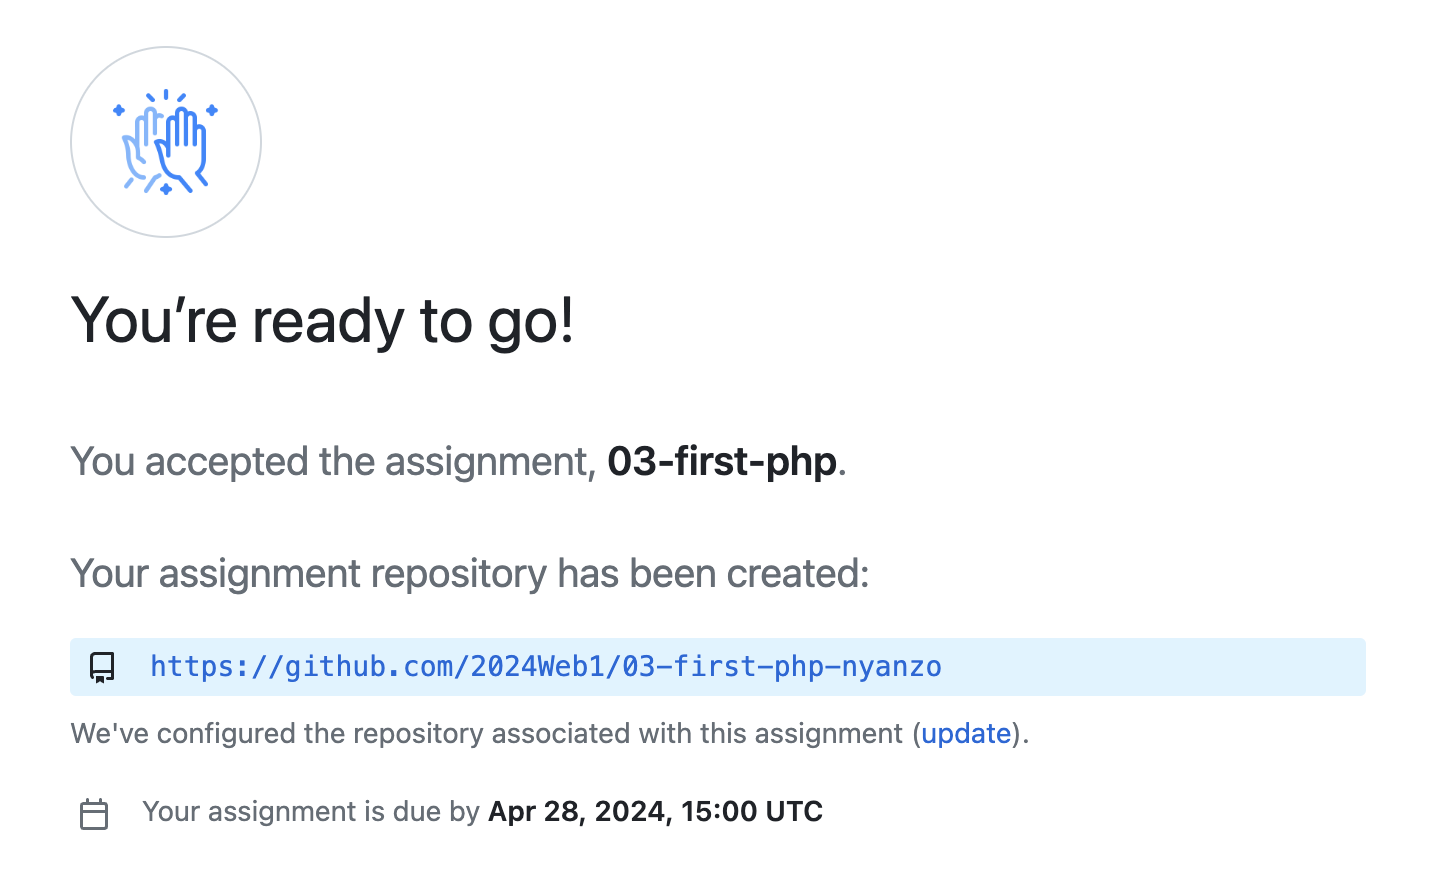 You’re ready to go!
You accepted the assignment, 03-first-php.
Your assignment repository has been created:
https://github.com/2024Web1/03-first-php-nyanzo
We've configured the repository associated with this assignment (update).
Your assignment is due by Apr 28, 2024, 15:00 UTC